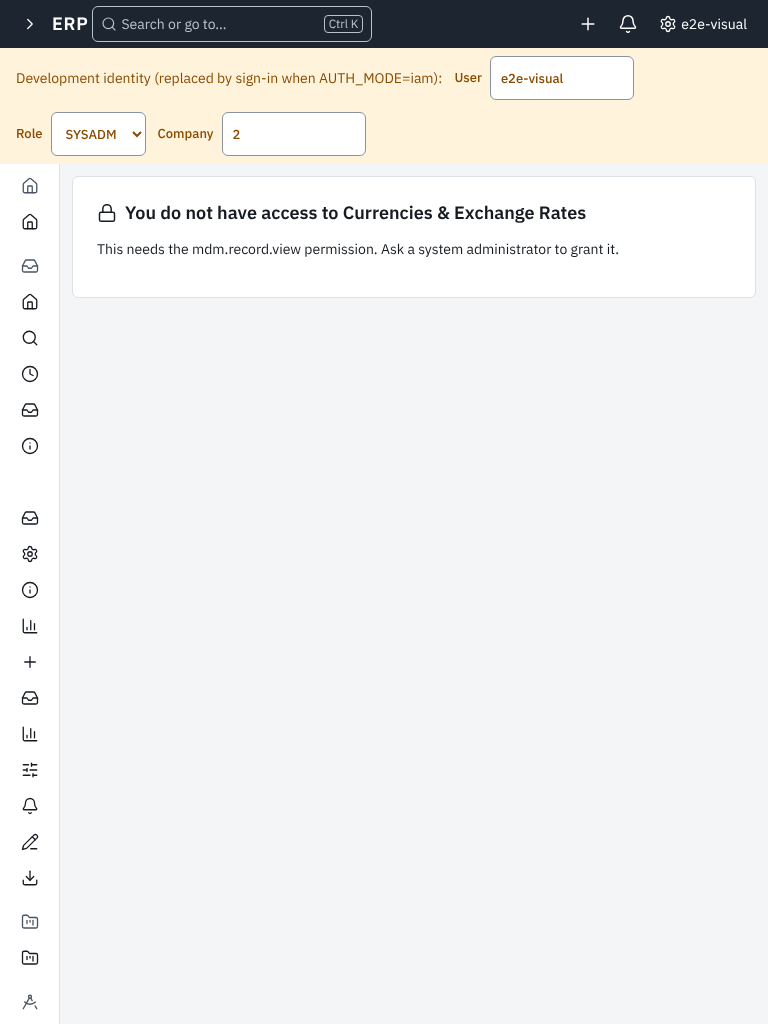 ERP Search or go to... Ctrl K e2e-visual
Development identity (replaced by sign-in when AUTH_MODE=iam): User e2e-visual
Role SYSADM Company 2
You do not have access to Currencies & Exchange Rates
This needs the mdm.record.view permission. Ask a system administrator to grant it.